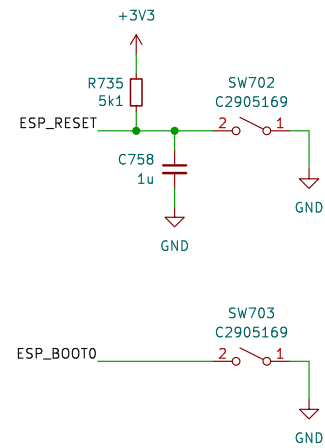 +3V3
R735
5k1
SW702
C2905169
ESP_RESET
2
1
C758
1u
GND
GND
SW703
C2905169
ESP_BOOT0
2
1
GND